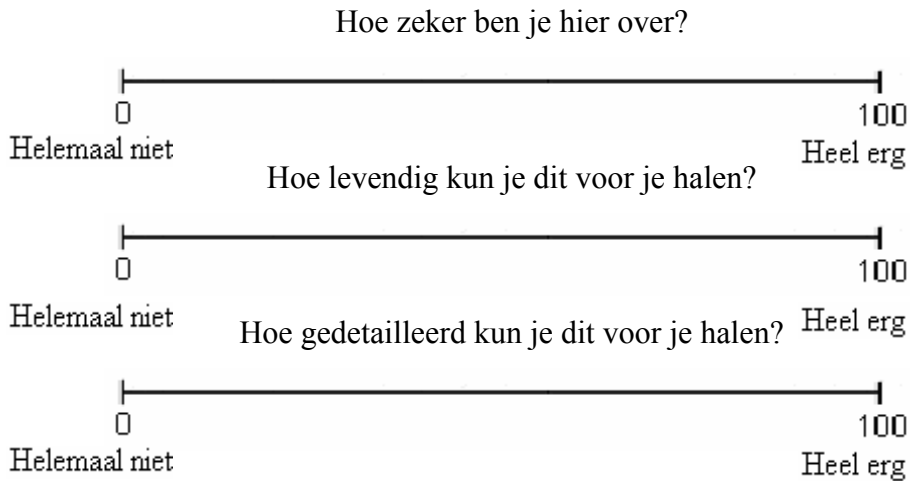 Hoe zeker ben je hier over?
0 100
Helemaal niet Heel erg
Hoe levendig kun je dit voor je halen?
0 100
Helemaal niet Heel erg
Hoe gedetailleerd kun je dit voor je halen?
0 100
Helemaal niet Heel erg